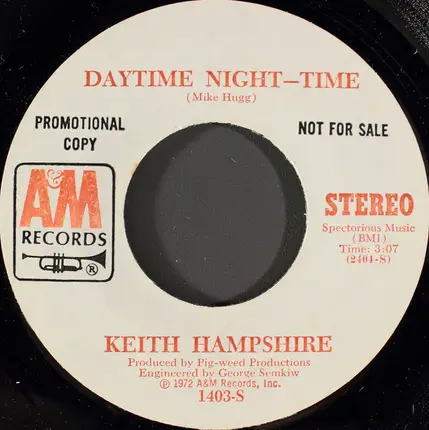 DAYTIME NIGHT—TIME
(Mike Hugg)
PROMOTIONAL
COPY
NOT FOR SALE
A&M
RECORDS
®
STEREO
Spectorious Music
(BMI)
Time: 3:07
(2401-S)
KEITH HAMPSHIRE
Produced by Pig-weed Productions
Engineered by George Semkiw
℗ 1972 A&M Records, Inc.
1403-S